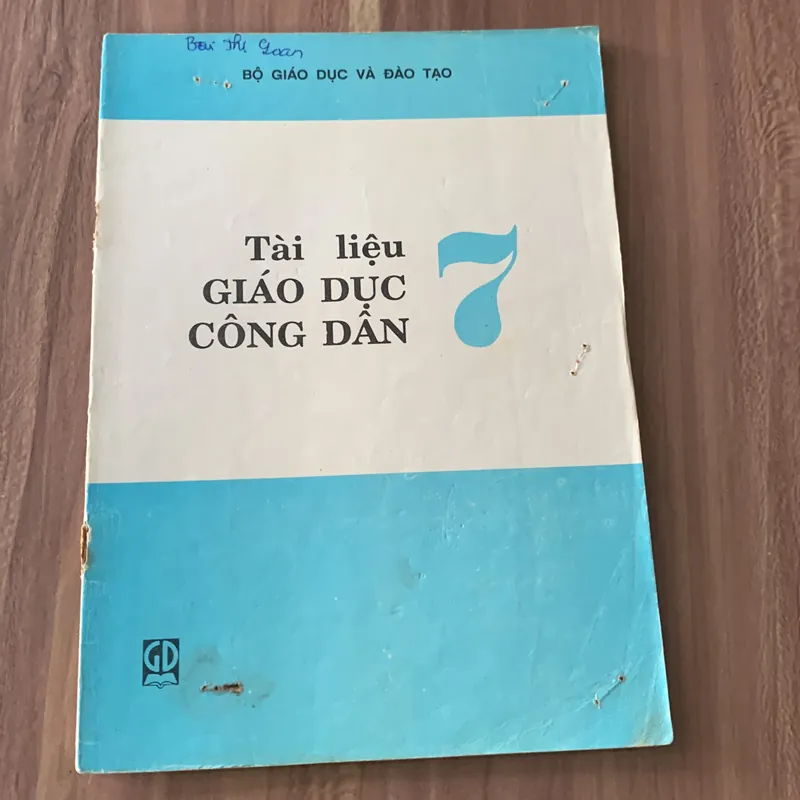 Bùi Thị Loan
BỘ GIÁO DỤC VÀ ĐÀO TẠO
Tài liệu
GIÁO DỤC
CÔNG DÂN
7
GD